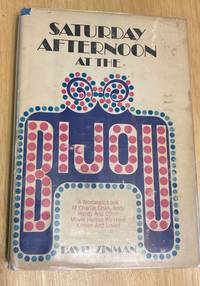 SATURDAY
AFTERNOON
AT THE
BIJOU
A Nostalgic Look
At Charlie Chan, Andy
Hardy And Other
Movie Heroes We Have
Known And Loved
DAVID ZINMAN